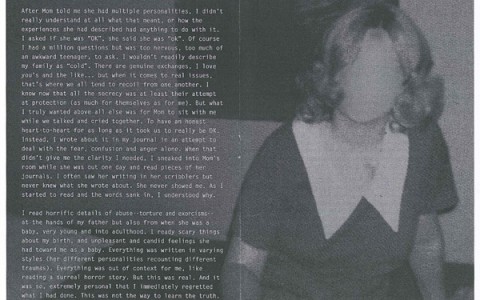 After Mom told me she had multiple personalities, I didn't
really understand at all what that meant, or how the
experiences she had described had anything to do with it.
I asked if she was "OK", she said she was "ok". Of course
I had a million questions but was too nervous, too much of
an awkward teenager, to ask. I wouldn't readily describe
my family as "cold". There are genuine exchanges, I love
you's and the like... but when it comes to real issues,
that's where we all tend to recoil from one another. I
know now that all the secrecy was at least their attempt
at protection (as much for themselves as for me). But what
I truly wanted above all else was for Mom to sit with me
while we talked and cried together. To have an honest
heart-to-heart for as long as it took us to really be OK.
Instead, I wrote about it in my journal in an attempt to
deal with the fear, confusion and anger alone. When that
didn't give me the clarity I needed, I sneaked into Mom's
room while she was out one day and read pieces of her
journals. I often saw her writing in her scribblers but
never knew what she wrote about. She never showed me. As I
started to read and the words sank in, I understood why.
I read horrific details of abuse--torture and exorcisms--
at the hands of my father but also from when she was a
baby, very young and into adulthood. I read scary things
about my birth, and unpleasant and candid feelings she
had toward me as a baby. Everything was written in varying
styles (her different personalities recounting different
traumas). Everything was out of context for me, like
reading a surreal horror story. But this was real. And it
was so, extremely personal that I immediately regretted
what I had done. This was not the way to learn the truth.